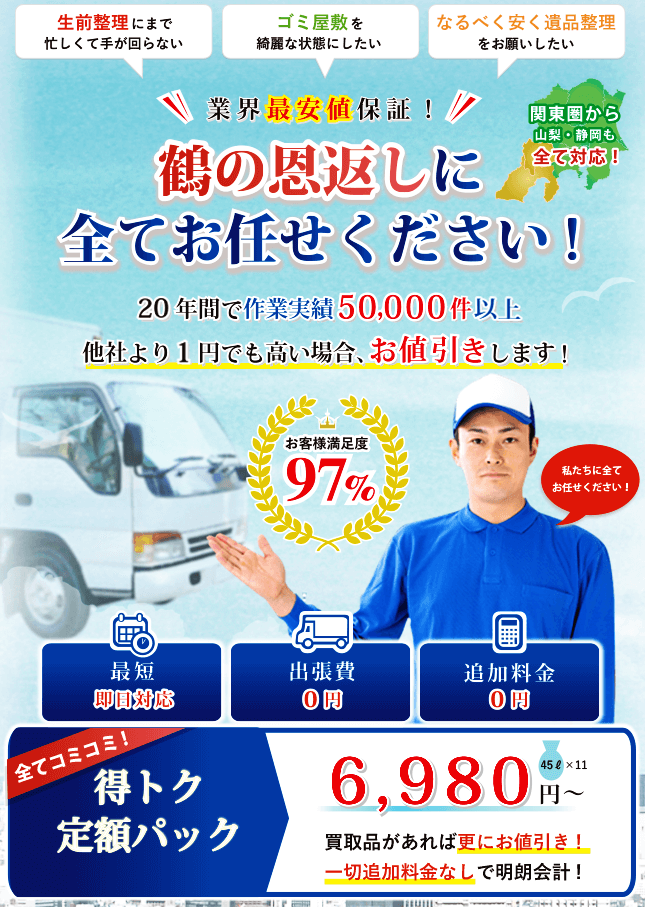 生前整理にまで
忙しくて手が回らない
ゴミ屋敷を
綺麗な状態にしたい
なるべく安く遺品整理
をお願いしたい
業界最安値保証！
関東圏から
山梨・静岡も
全て対応！
鶴の恩返しに
全てお任せください！
20年間で作業実績50,000件以上
他社より1円でも高い場合、お値引きします！
お客様満足度
97%
私たちに全て
お任せください！
最短
即日対応
出張費
0円
追加料金
0円
全てコミコミ！
得トク
定額パック
6,980円〜
45ℓ×11
買取品があれば更にお値引き！
一切追加料金なしで明朗会計！